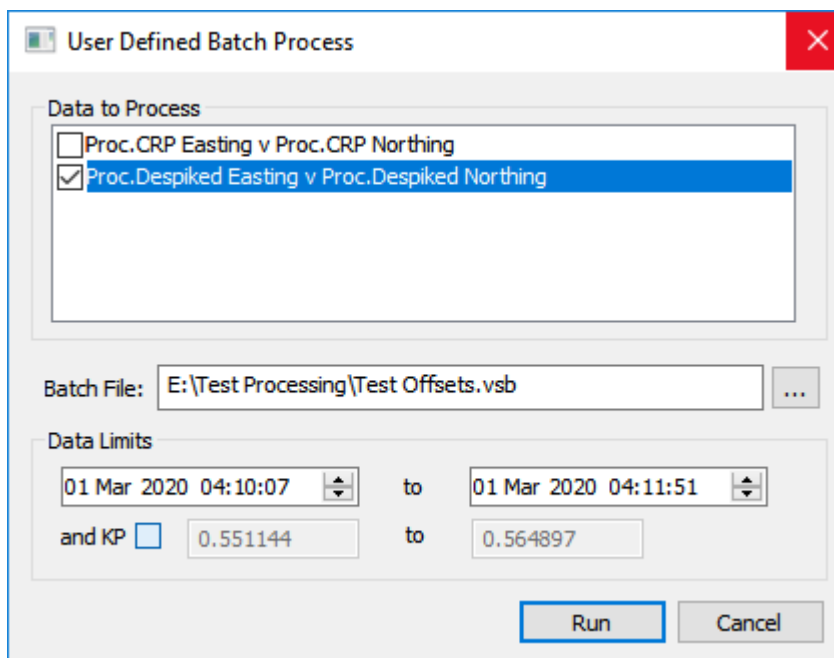 User Defined Batch Process
Data to Process
Proc.CRP Easting v Proc.CRP Northing
Proc.Despiked Easting v Proc.Despiked Northing
Batch File: E:\Test Processing\Test Offsets.vsb ...
Data Limits
01 Mar 2020 04:10:07 to 01 Mar 2020 04:11:51
and KP 0.551144 to 0.564897
Run Cancel